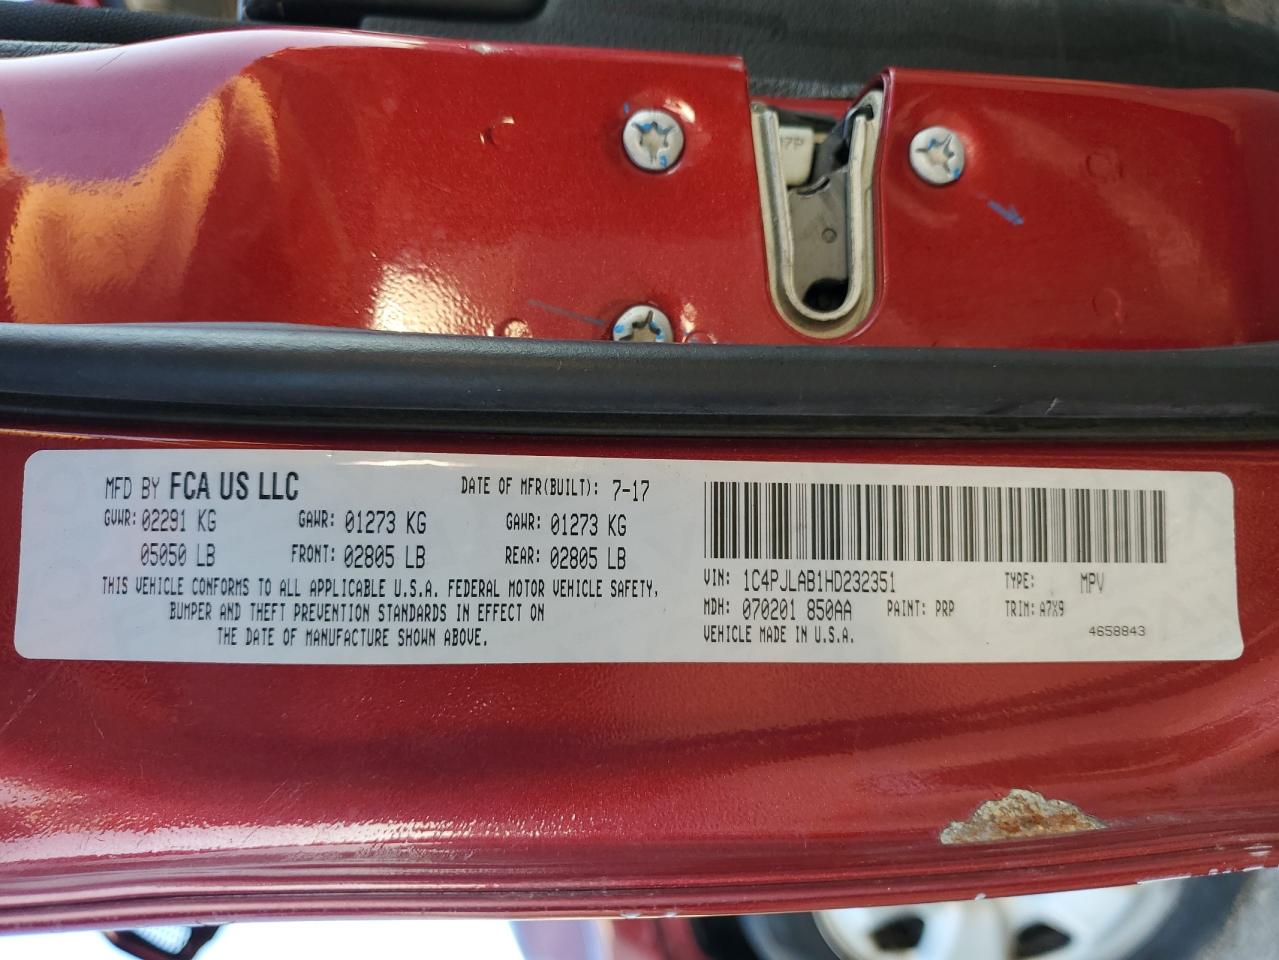 MFD BY FCA US LLC DATE OF MFR(BUILT): 7-17
GVWR: 02291 KG GAWR: 01273 KG GAWR: 01273 KG
05050 LB FRONT: 02805 LB REAR: 02805 LB
THIS VEHICLE CONFORMS TO ALL APPLICABLE U.S.A. FEDERAL MOTOR VEHICLE SAFETY,
BUMPER AND THEFT PREVENTION STANDARDS IN EFFECT ON
THE DATE OF MANUFACTURE SHOWN ABOVE.
VIN: 1C4PJLAB1HD232351 TYPE: MPV
MDH: 070201 850AA PAINT: PRP TRIM: A7X9
VEHICLE MADE IN U.S.A. 4658843